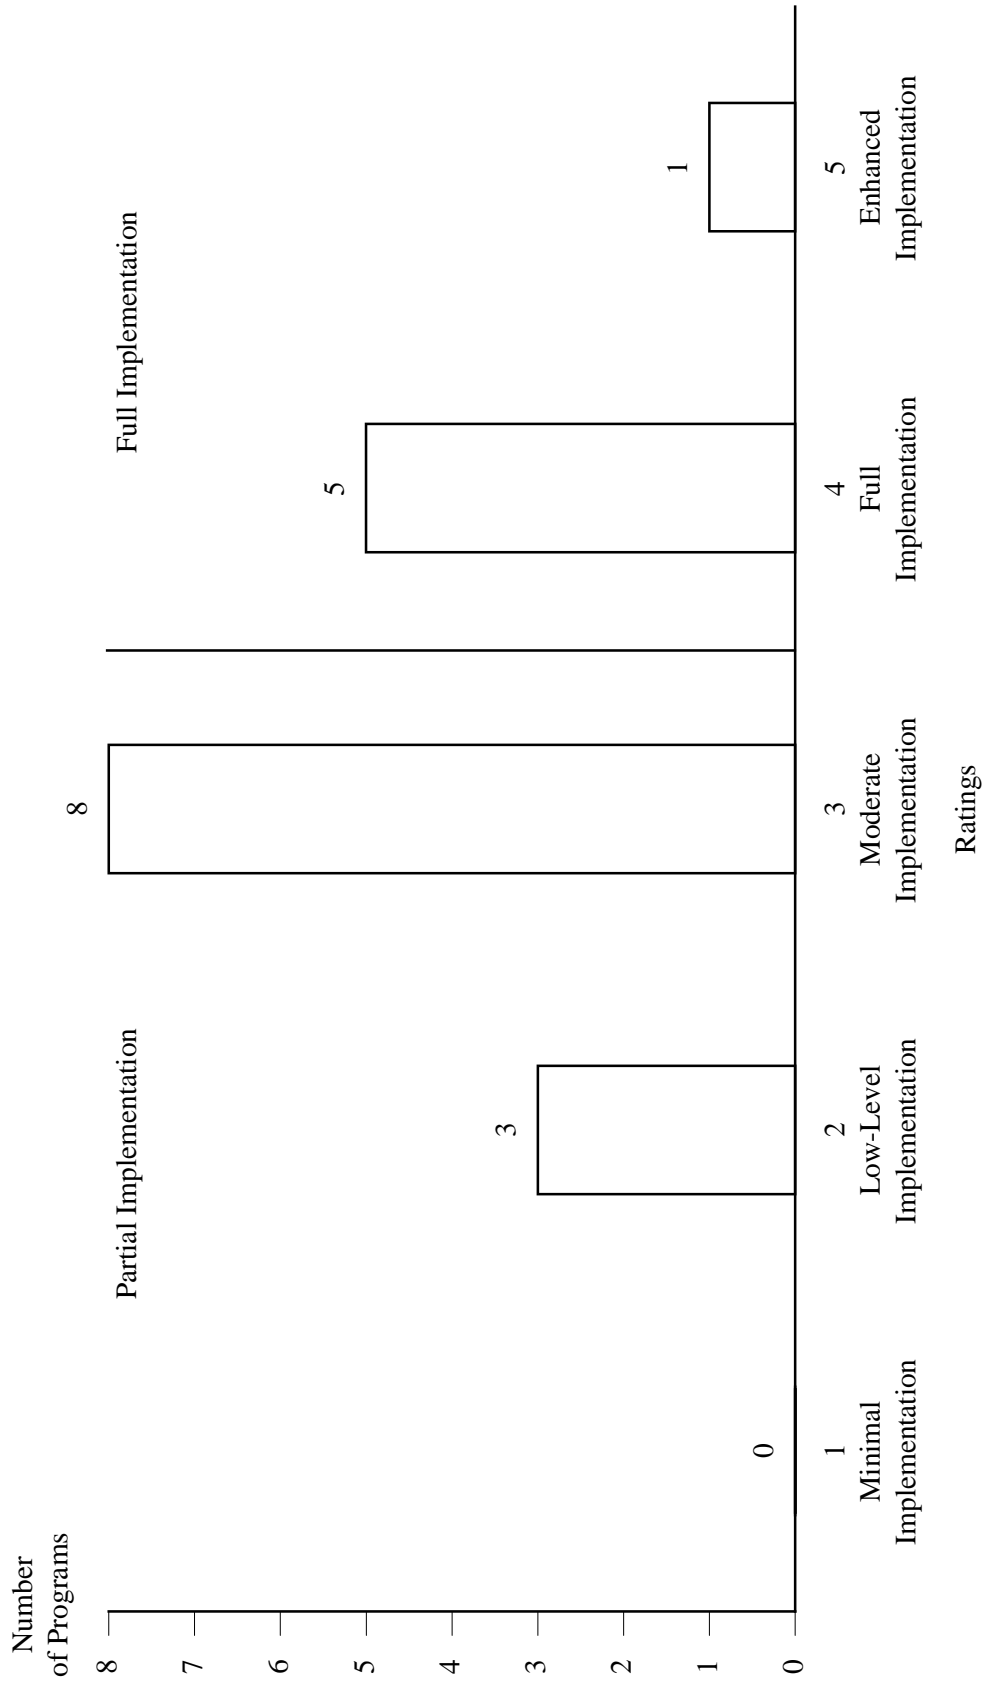 Number
of Programs
Partial Implementation
Full Implementation
8
7
6
5
4
3
2
1
0
0
3
8
5
1
1
Minimal
Implementation
2
Low-Level
Implementation
3
Moderate
Implementation
4
Full
Implementation
5
Enhanced
Implementation
Ratings